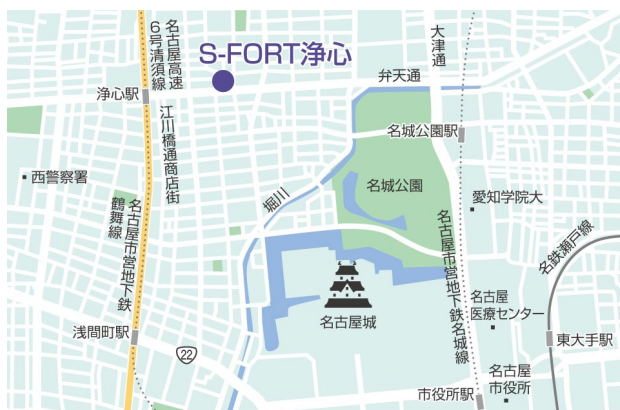 名古屋高速
6号清須線
S-FORT浄心
大津通
弁天通
浄心駅
江川橋通商店街
名城公園駅
西警察署
名城公園
愛知学院大
堀川
名古屋市営地下鉄
鶴舞線
名古屋市営地下鉄名城線
名鉄瀬戸線
名古屋城
名古屋
医療センター
浅間町駅
22
東大手駅
名古屋
市役所
市役所駅